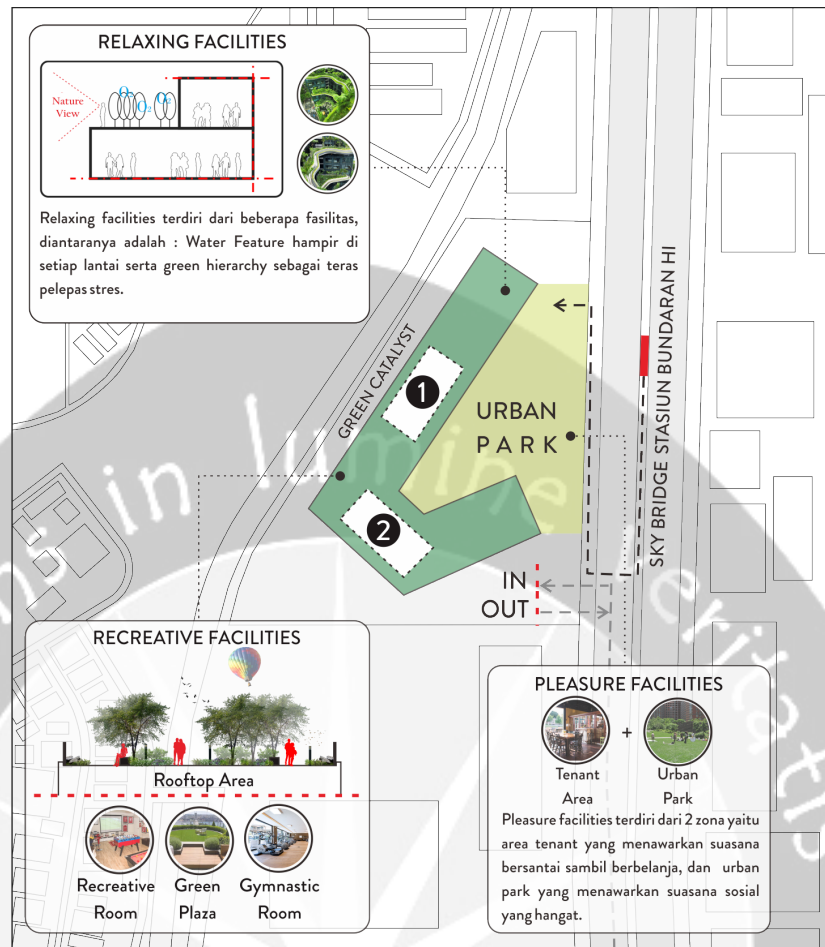 RELAXING FACILITIES
Nature
View
O2
O2
O2
Relaxing facilities terdiri dari beberapa fasilitas,
diantaranya adalah : Water Feature hampir di
setiap lantai serta green hierarchy sebagai teras
pelepas stres.
GREEN CATALYST
1
2
URBAN
PARK
SKY BRIDGE STASIUN BUNDARAN HI
IN
OUT
ns in lumine eritatis
RECREATIVE FACILITIES
Rooftop Area
Recreative
Room
Green
Plaza
Gymnastic
Room
PLEASURE FACILITIES
+
Tenant
Area
Urban
Park
Pleasure facilities terdiri dari 2 zona yaitu
area tenant yang menawarkan suasana
bersantai sambil berbelanja, dan urban
park yang menawarkan suasana sosial
yang hangat.